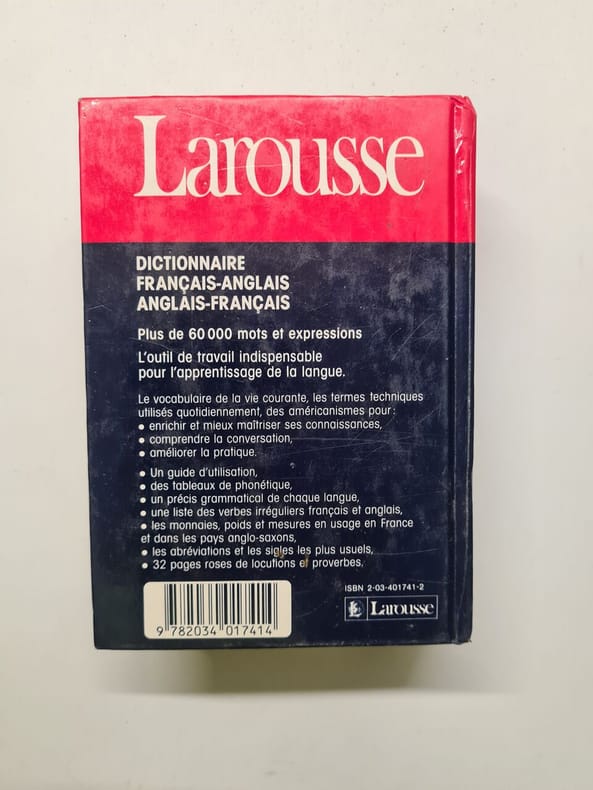 Larousse
DICTIONNAIRE
FRANÇAIS-ANGLAIS
ANGLAIS-FRANÇAIS
Plus de 60 000 mots et expressions
L'outil de travail indispensable
pour l'apprentissage de la langue.
Le vocabulaire de la vie courante, les termes techniques
utilisés quotidiennement, des américanismes pour :
• enrichir et mieux maîtriser ses connaissances,
• comprendre la conversation,
• améliorer la pratique.
• Un guide d'utilisation,
• des tableaux de phonétique,
• un précis grammatical de chaque langue,
• une liste des verbes irréguliers français et anglais,
• les monnaies, poids et mesures en usage en France
et dans les pays anglo-saxons,
• les abréviations et les sigles les plus usuels,
• 32 pages roses de locutions et proverbes.
ISBN 2-03-401741-2
Larousse
9 782034 017414